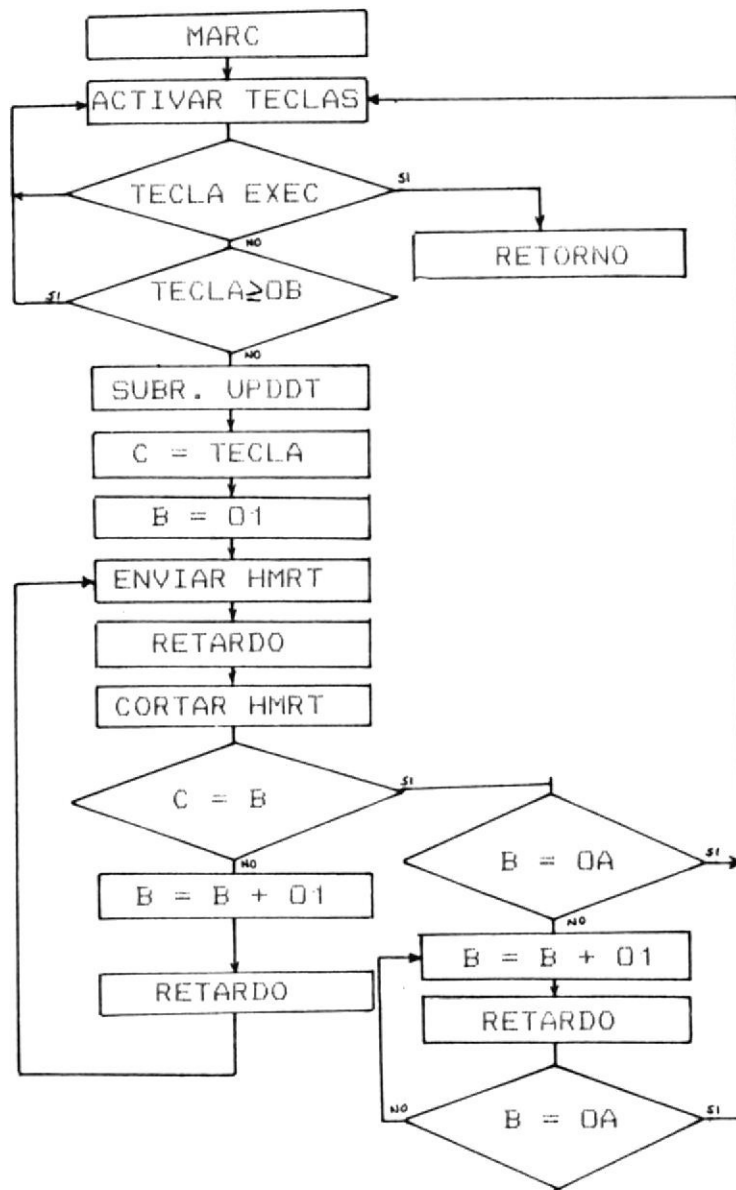 MARC
ACTIVAR TECLAS
TECLA EXEC
SI
NO
RETORNO
TECLA≥0B
SI
NO
SUBR. UPDDT
C = TECLA
B = 01
ENVIAR HMRT
RETARDO
CORTAR HMRT
C = B
SI
NO
B = 0A
SI
NO
B = B + 01
B = B + 01
RETARDO
RETARDO
NO
B = 0A
SI